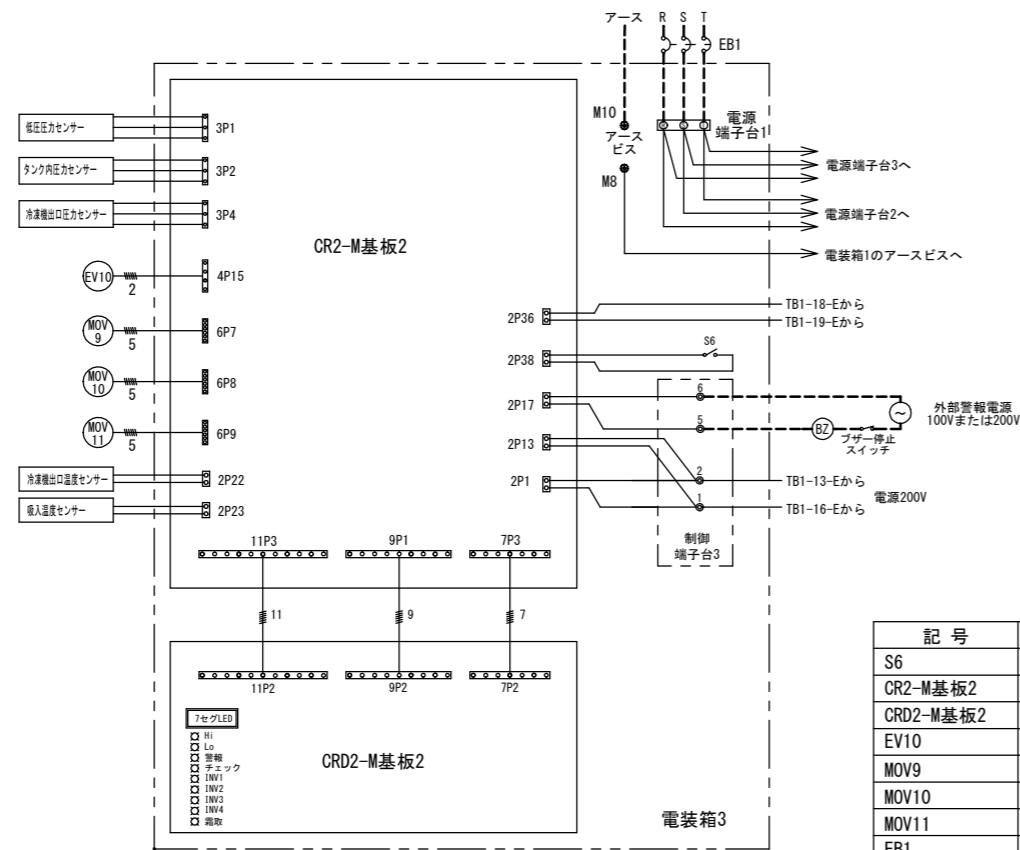 アース R S T
EB1
M10
アース
ビス
M8
電源
端子台1
電源端子台3へ
電源端子台2へ
電装箱1のアースビスへ
低圧圧力センサー
3P1
タンク内圧力センサー
3P2
冷凍機出口圧力センサー
3P4
CR2-M基板2
EV10
2
4P15
MOV
9
5
6P7
MOV
10
5
6P8
MOV
11
5
6P9
冷凍機出口温度センサー
2P22
吸入温度センサー
2P23
2P36
TB1-18-Eから
TB1-19-Eから
2P38
S6
2P17
6
5
BZ
ブザー停止
スイッチ
~
外部警報電源
100Vまたは200V
2P13
2P1
2
1
TB1-13-Eから
電源200V
TB1-16-Eから
制御
端子台3
11P3 9P1 7P3
11 9 7
11P2 9P2 7P2
7セグLED
Hi
Lo
警報
チェック
INV1
INV2
INV3
INV4
霜取
CRD2-M基板2
電装箱3
記 号
S6
CR2-M基板2
CRD2-M基板2
EV10
MOV9
MOV10
MOV11
EB1